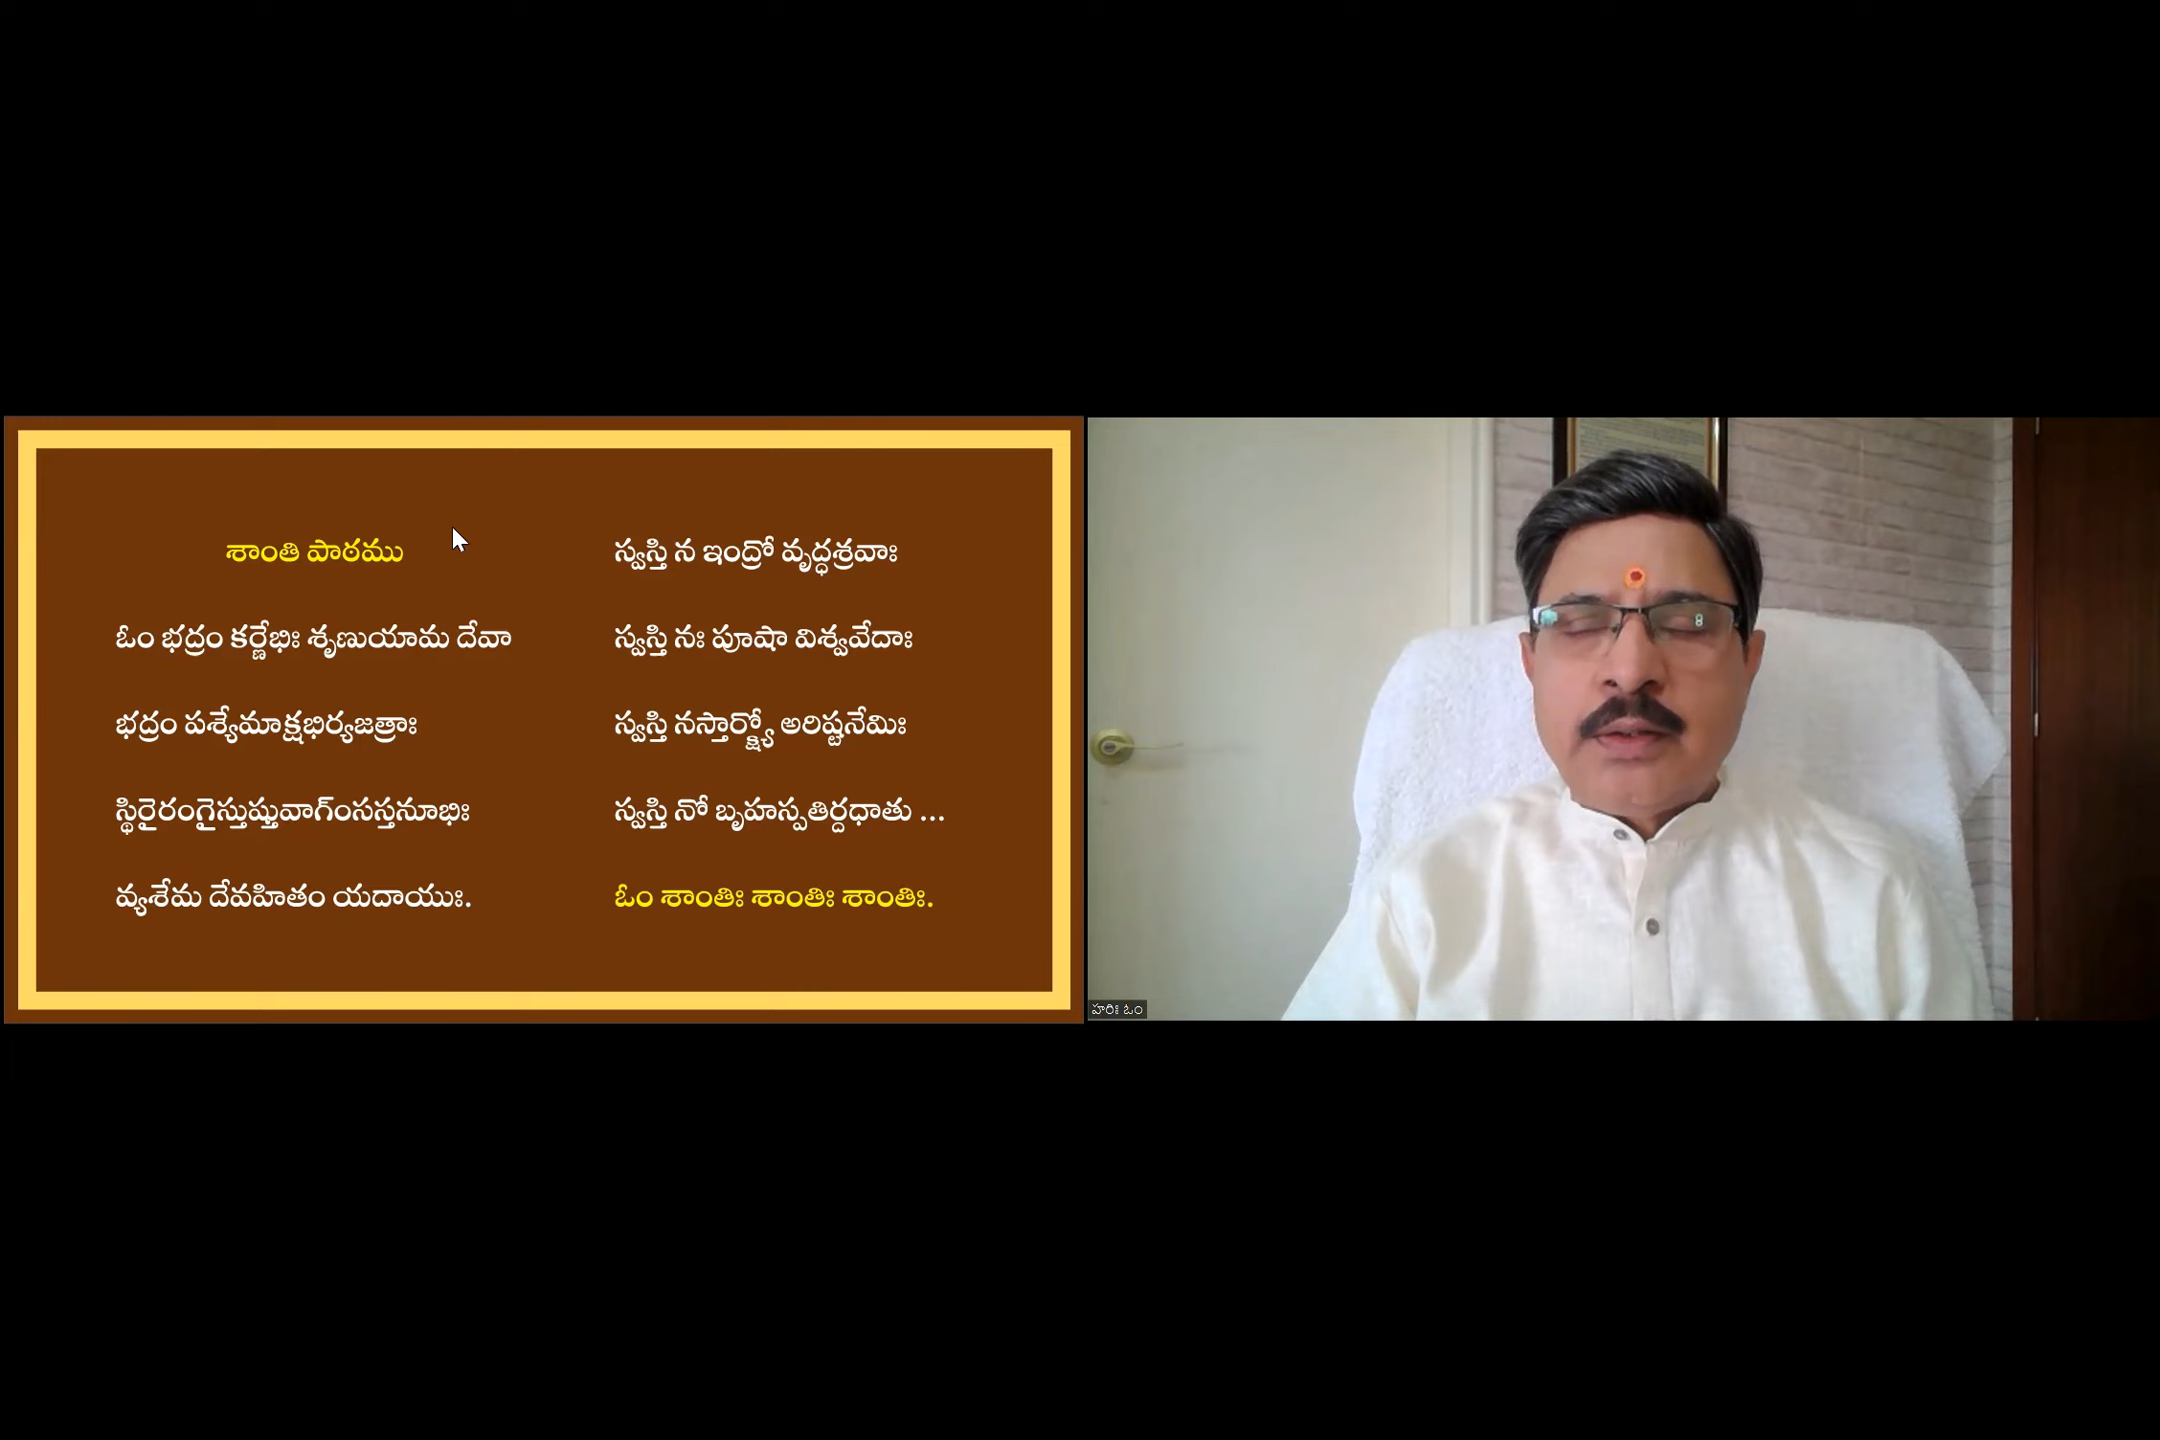 శాంతి పాఠము
ఓం భద్రం కర్ణేభిః శృణుయామ దేవా
భద్రం పశ్యేమాక్షభిర్యజత్రాః
స్థిరైరంగైస్తుష్టువాగ్ంసస్తనూభిః
వ్యశేమ దేవహితం యదాయుః.
స్వస్తి న ఇంద్రో వృద్ధశ్రవాః
స్వస్తి నః పూషా విశ్వవేదాః
స్వస్తి నస్తార్క్ష్యో అరిష్టనేమిః
స్వస్తి నో బృహస్పతిర్దధాతు ...
ఓం శాంతిః శాంతిః శాంతిః.
హరిః ఓం